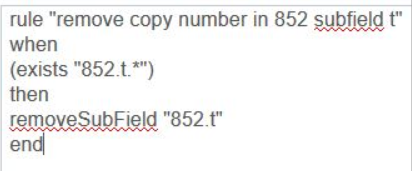 rule "remove copy number in 852 subfield t"
when
(exists "852.t.*")
then
removeSubField "852.t"
end